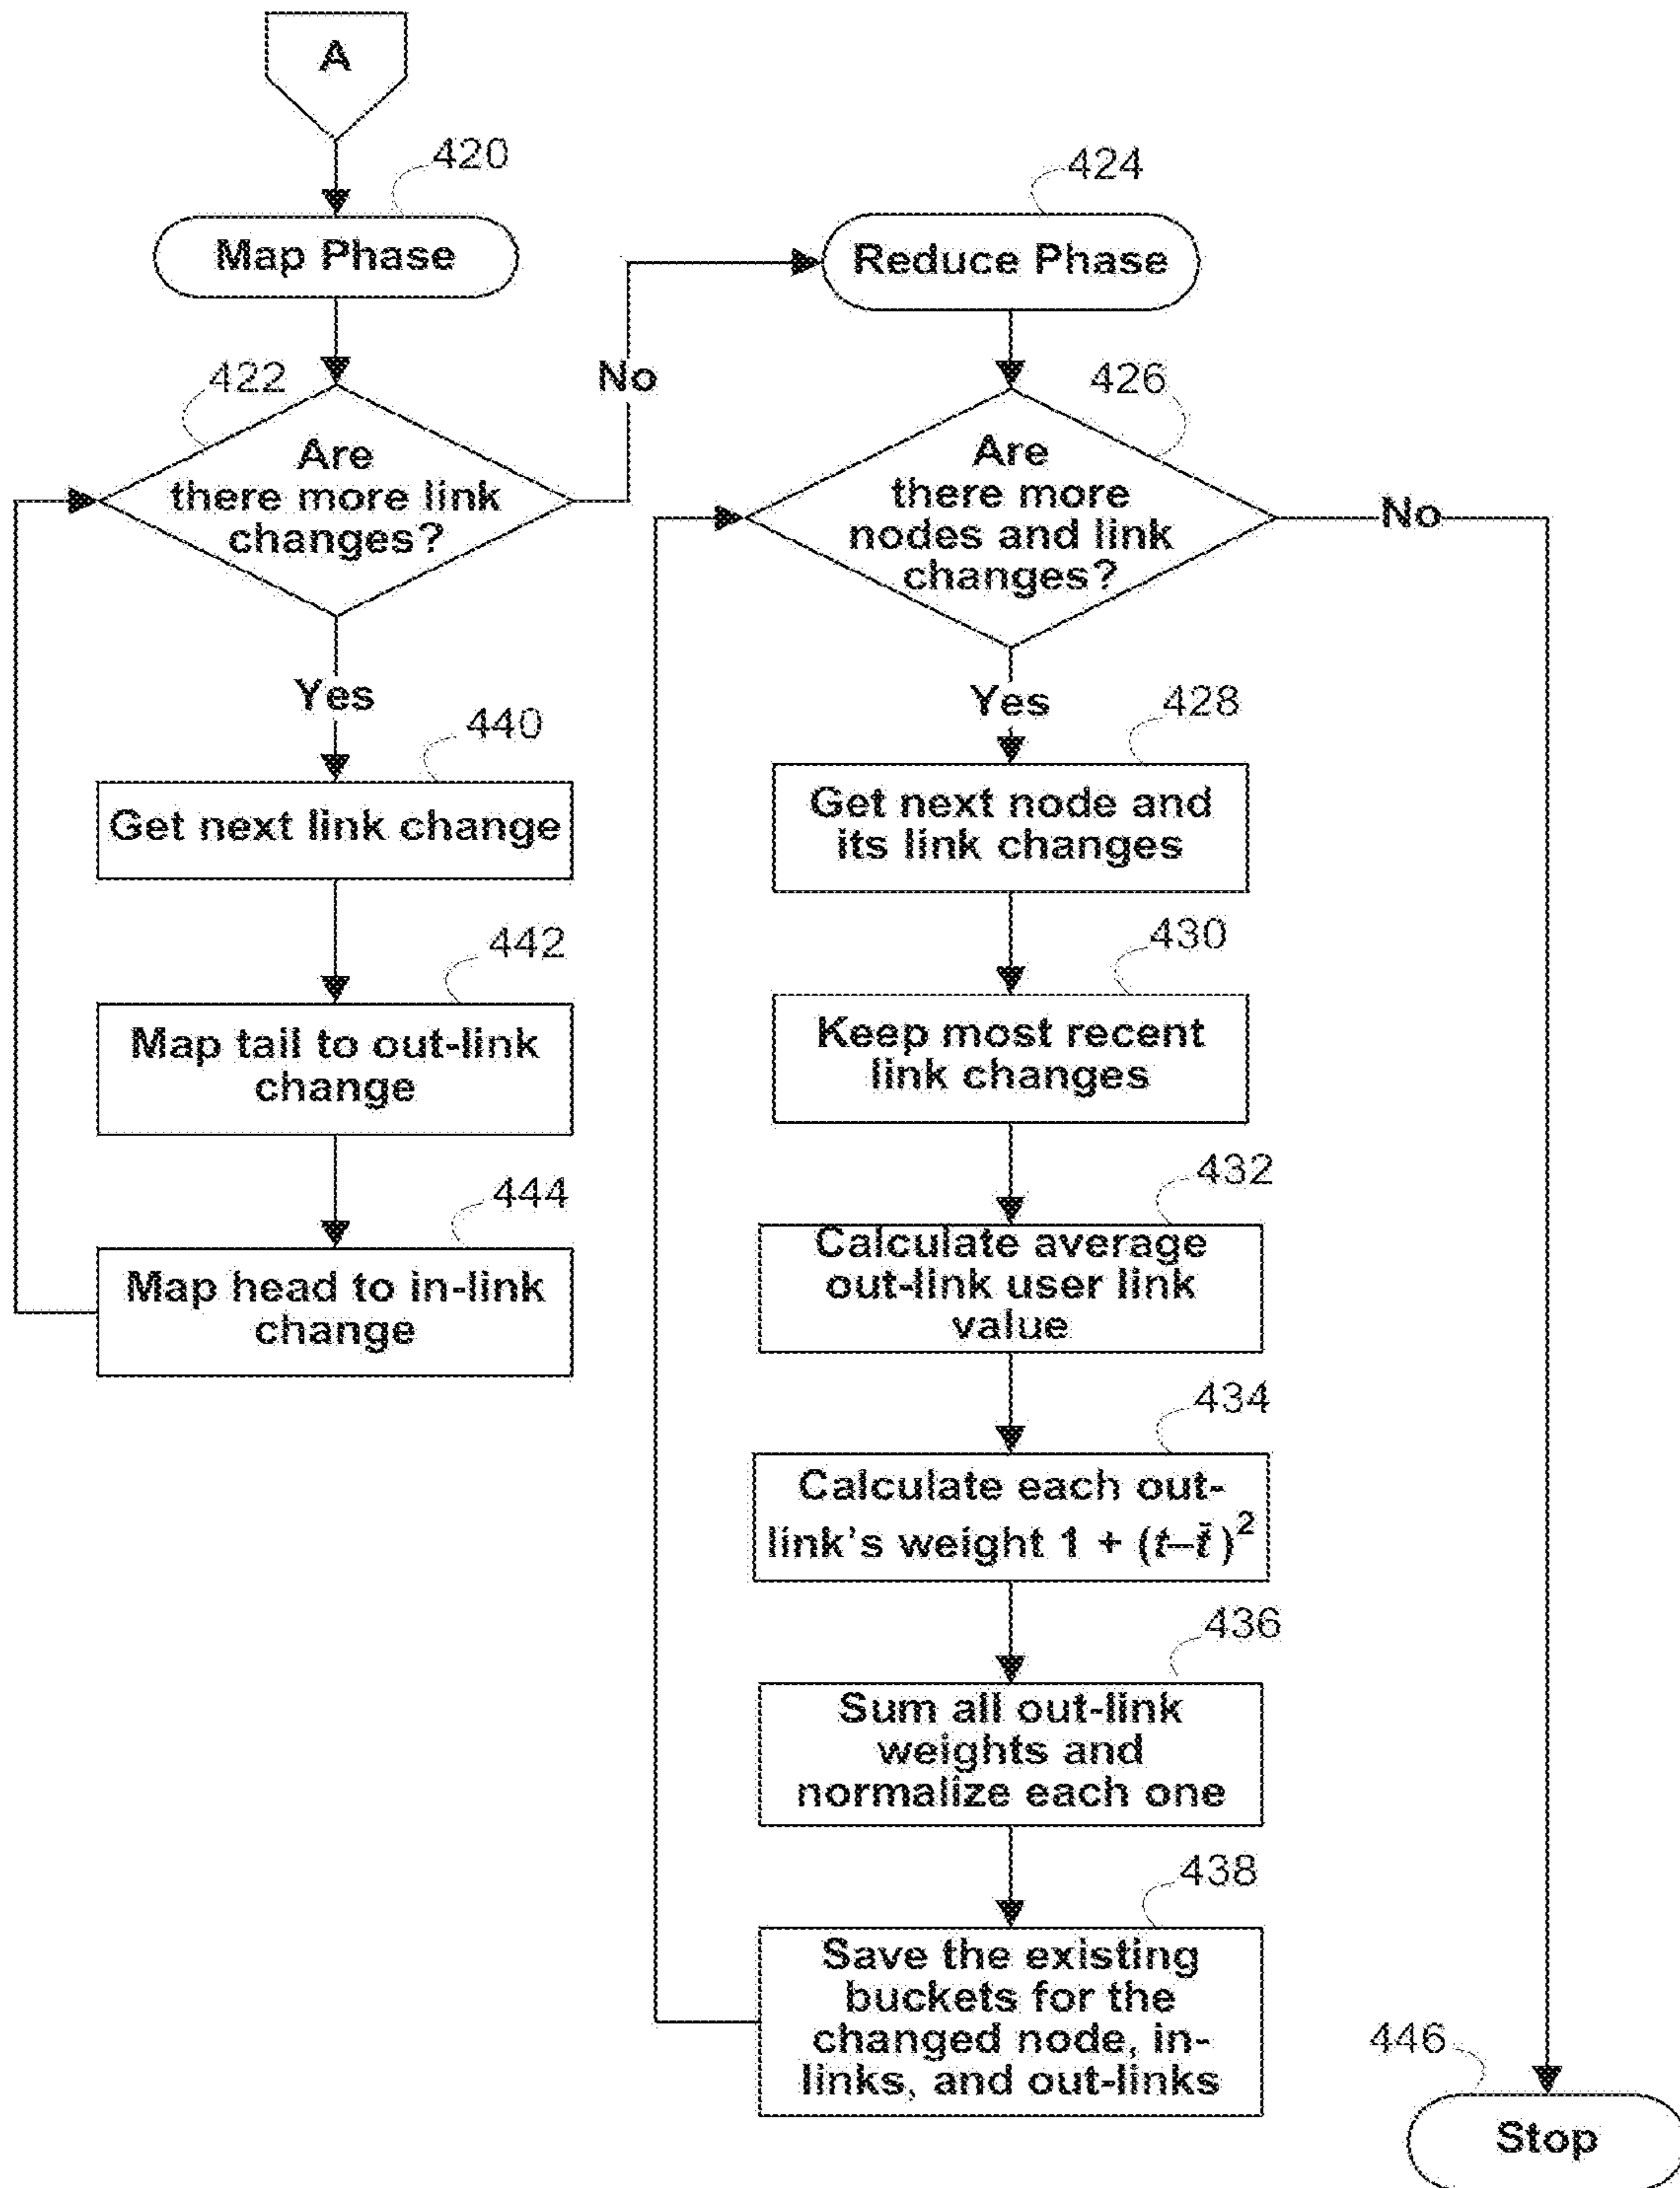 A
420
Map Phase
422
Are
there more link
changes?
No
Yes
440
Get next link change
442
Map tail to out-link
change
444
Map head to in-link
change
424
Reduce Phase
426
Are
there more
nodes and link
changes?
No
Yes
428
Get next node and
its link changes
430
Keep most recent
link changes
432
Calculate average
out-link user link
value
434
Calculate each out-
link's weight 1 + (t–t̄ )²
436
Sum all out-link
weights and
normalize each one
438
Save the existing
buckets for the
changed node, in-
links, and out-links
446
Stop